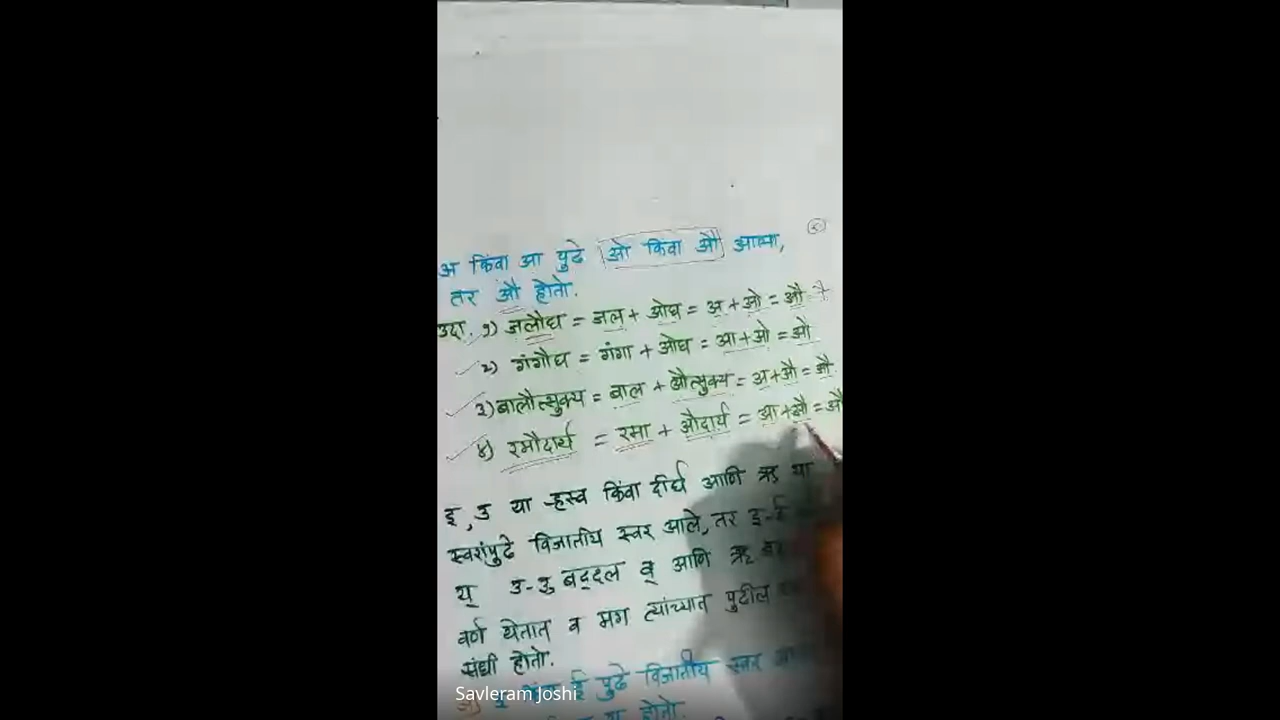 ५
अ किंवा आ पुढे ओ किंवा औ आल्या,
तर औ होतो.
उदा. १) जलौघ = जल + ओघ = अ + ओ = औ
२) गंगौघ = गंगा + ओघ = आ + ओ = औ
३) बालौत्सुक्य = बाल + औत्सुक्य = अ + औ = औ
४) रमौदार्य = रमा + औदार्य = आ + औ = औ
इ, उ या ऱ्हस्व किंवा दीर्घ आणि ऋ या
स्वरांपुढे विजातीय स्वर आले, तर इ-ई
य् उ-उ बद्दल व् आणि ऋ
वर्ण येतात व मग त्यांच्यात पुढील
संधी होतो.
ई पुढे विजातीय स्वर
होतो.
Savleram Joshi